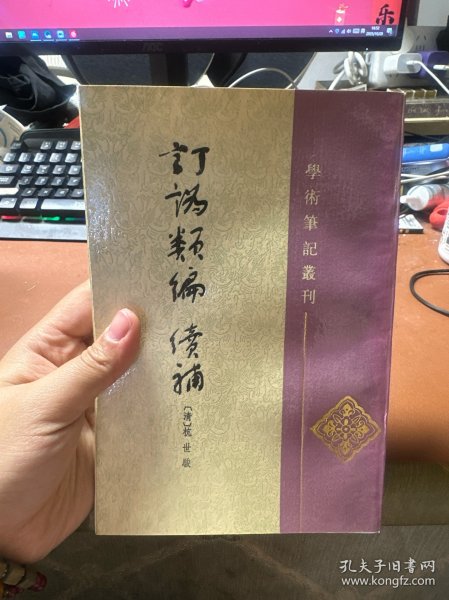 學術筆記叢刊
訂譌類編 續補
〔清〕杭世駿
乐
孔夫子旧书网
www.kongfz.com